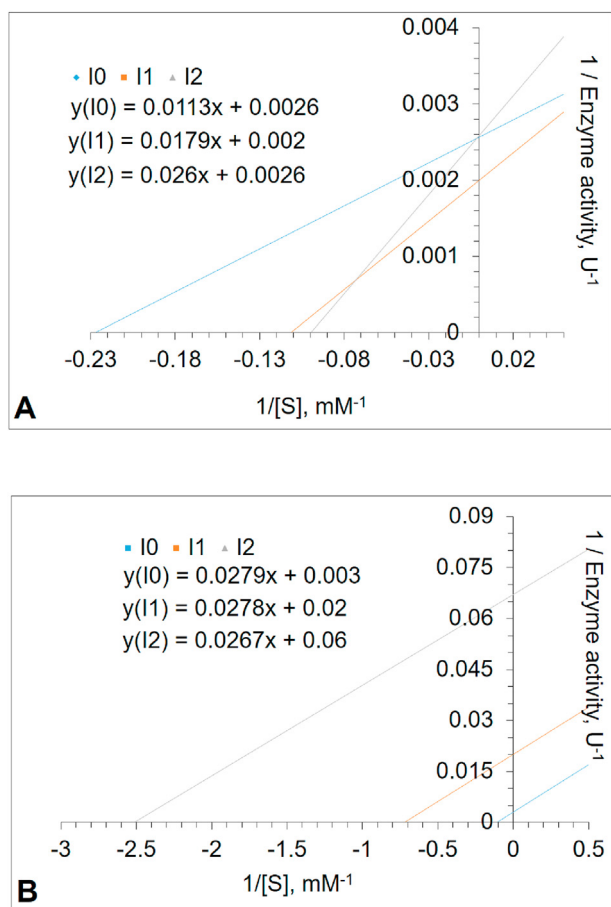 0.004
I0 I1 I2
y(I0) = 0.0113x + 0.0026
0.003
y(I1) = 0.0179x + 0.002
y(I2) = 0.026x + 0.0026
0.002
0.001
0
1 / Enzyme activity, U-1
-0.23 -0.18 -0.13 -0.08 -0.03 0.02
1/[S], mM-1
A
0.09
I0 I1 I2
0.075
y(I0) = 0.0279x + 0.003
y(I1) = 0.0278x + 0.02
0.06
y(I2) = 0.0267x + 0.06
0.045
0.03
0.015
0
1 / Enzyme activity, U-1
-3 -2.5 -2 -1.5 -1 -0.5 0 0.5
1/[S], mM-1
B